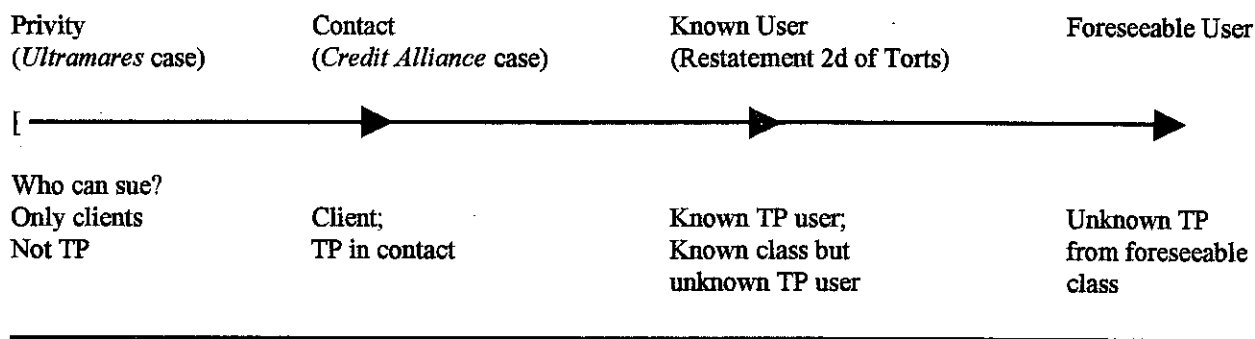 Privity
(Ultramares case)
Contact
(Credit Alliance case)
Known User
(Restatement 2d of Torts)
Foreseeable User
[
Who can sue?
Only clients
Not TP
Client;
TP in contact
Known TP user;
Known class but
unknown TP user
Unknown TP
from foreseeable
class